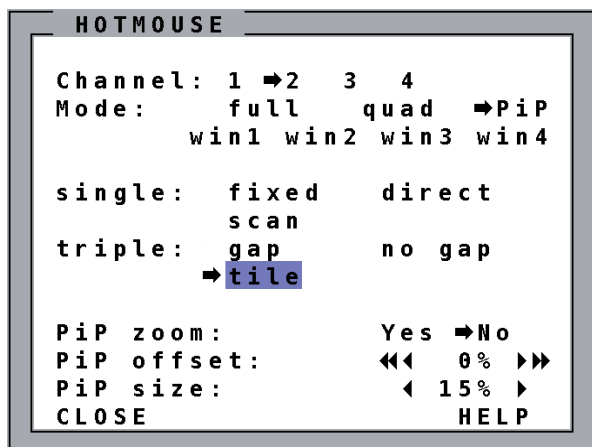 HOTMOUSE
Channel: 1 ➡2 3 4
Mode: full quad ➡PiP
win1 win2 win3 win4
single: fixed direct
scan
triple: gap no gap
➡tile
PiP zoom: Yes ➡No
PiP offset: ◀◀◀ 0% ▶▶▶
PiP size: ◀ 15% ▶
CLOSE HELP